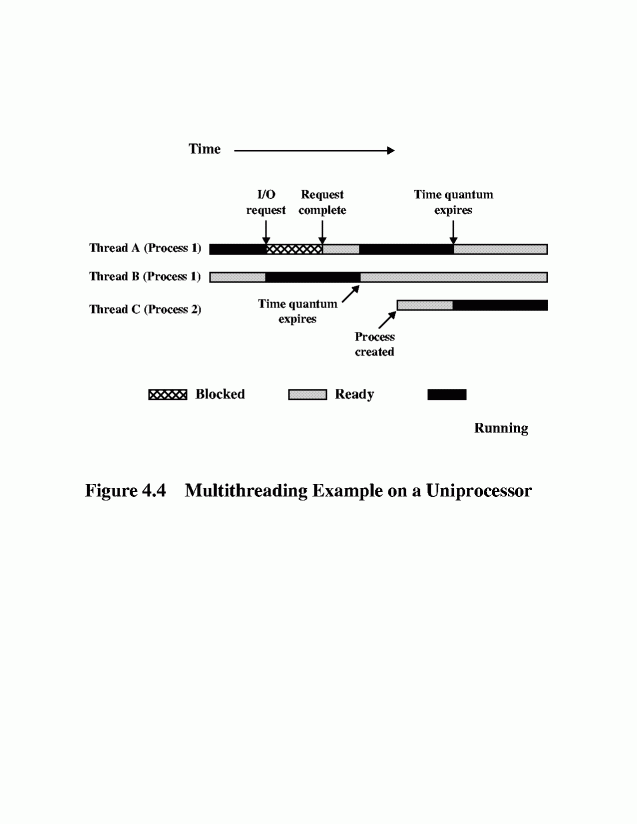 Time
I/O
request
Request
complete
Time quantum
expires
Thread A (Process 1)
Thread B (Process 1)
Thread C (Process 2)
Time quantum
expires
Process
created
Blocked
Ready
Running
Figure 4.4 Multithreading Example on a Uniprocessor